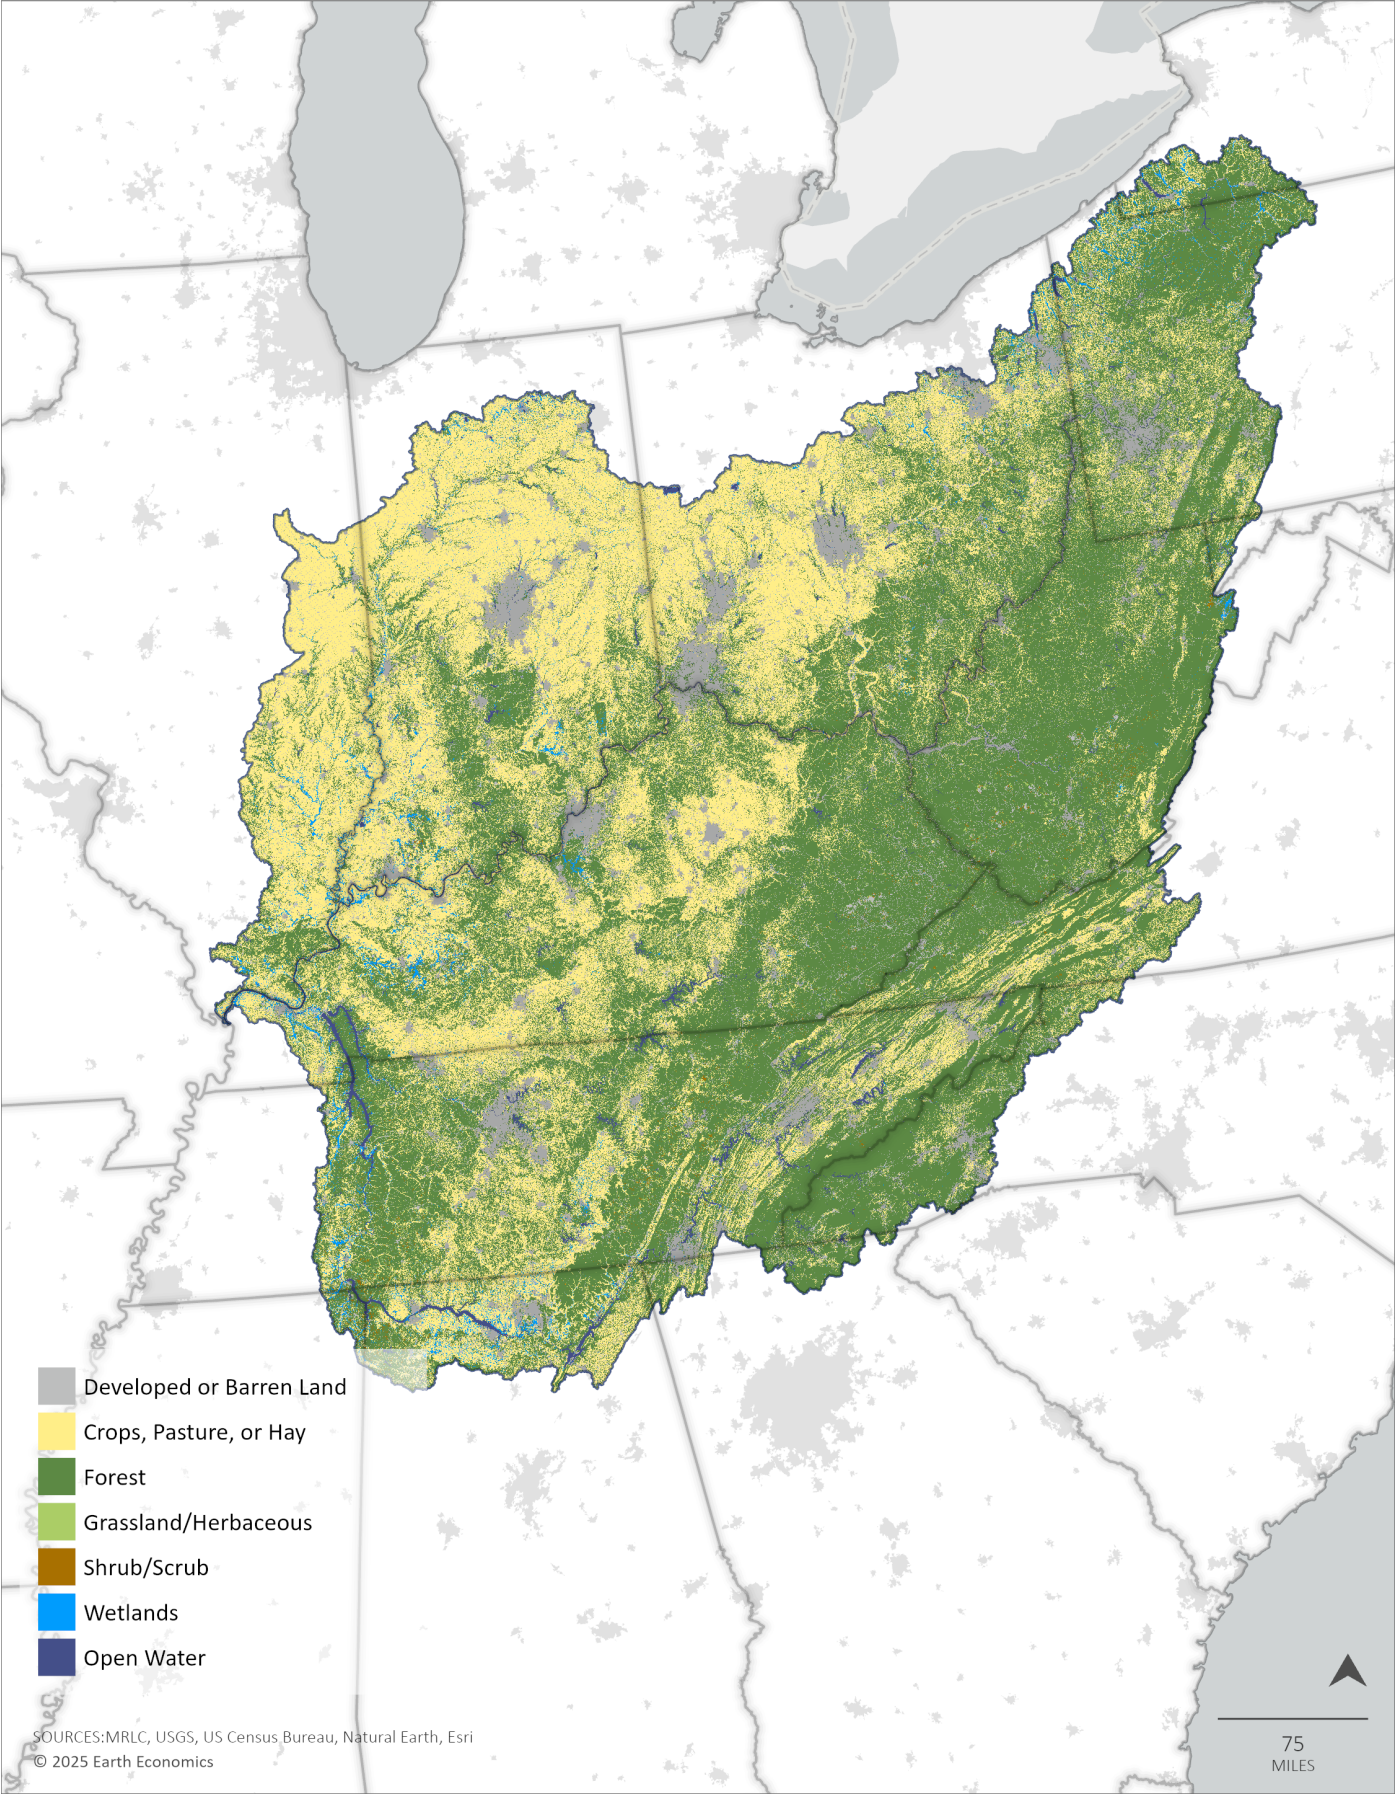 Developed or Barren Land
Crops, Pasture, or Hay
Forest
Grassland/Herbaceous
Shrub/Scrub
Wetlands
Open Water
SOURCES:MRLC, USGS, US Census Bureau, Natural Earth, Esri
© 2025 Earth Economics
75
MILES